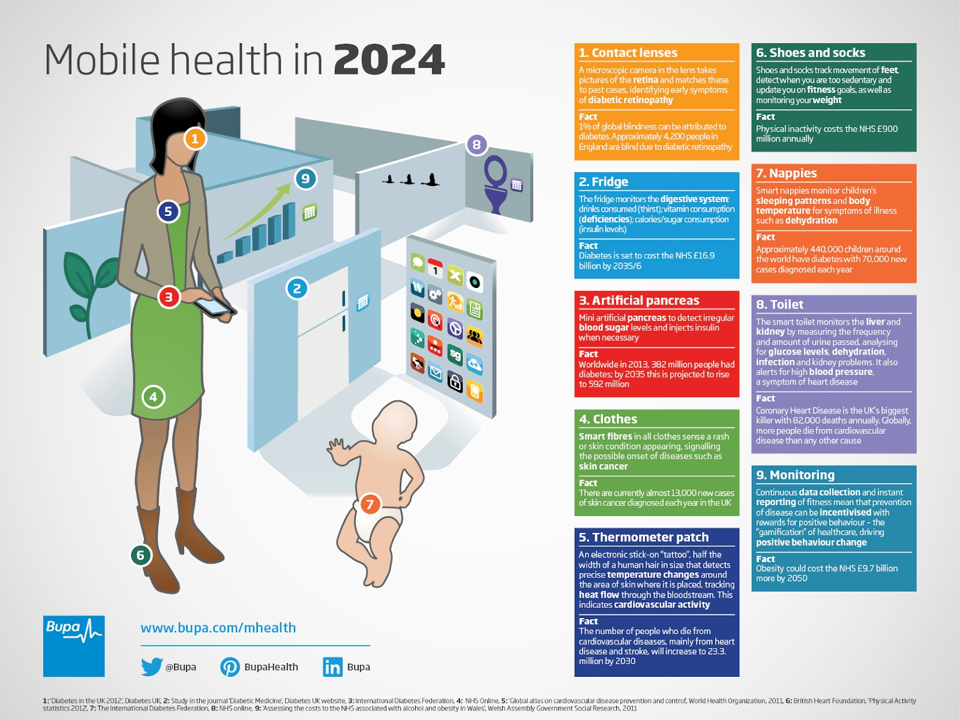 Mobile health in 2024
1
2
3
4
5
6
7
8
9
1
W
sg
1. Contact lenses
A microscopic camera in the lens takes
pictures of the retina and matches these
to past cases, identifying early symptoms
of diabetic retinopathy
Fact
1% of global blindness can be attributed to
diabetes. Approximately 4,200 people in
England are blind due to diabetic retinopathy
2. Fridge
The fridge monitors the digestive system:
drinks consumed (thirst); vitamin consumption
(deficiencies); calories/sugar consumption
(insulin levels)
Fact
Diabetes is set to cost the NHS £16.9
billion by 2035/6
3. Artificial pancreas
Mini artificial pancreas to detect irregular
blood sugar levels and injects insulin
when necessary
Fact
Worldwide in 2013, 382 million people had
diabetes; by 2035 this is projected to rise
to 592 million
4. Clothes
Smart fibres in all clothes sense a rash
or skin condition appearing, signalling
the possible onset of diseases such as
skin cancer
Fact
There are currently almost 13,000 new cases
of skin cancer diagnosed each year in the UK
5. Thermometer patch
An electronic stick-on "tattoo", half the
width of a human hair in size that detects
precise temperature changes around
the area of skin where it is placed, tracking
heat flow through the bloodstream. This
indicates cardiovascular activity
Fact
The number of people who die from
cardiovascular diseases, mainly from heart
disease and stroke, will increase to 23.3.
million by 2030
6. Shoes and socks
Shoes and socks track movement of feet,
detect when you are too sedentary and
update you on fitness goals, as well as
monitoring your weight
Fact
Physical inactivity costs the NHS £900
million annually
7. Nappies
Smart nappies monitor children's
sleeping patterns and body
temperature for symptoms of illness
such as dehydration
Fact
Approximately 440,000 children around
the world have diabetes with 70,000 new
cases diagnosed each year
8. Toilet
The smart toilet monitors the liver and
kidney by measuring the frequency
and amount of urine passed, analysing
for glucose levels, dehydration,
infection and kidney problems. It also
alerts for high blood pressure,
a symptom of heart disease
Fact
Coronary Heart Disease is the UK's biggest
killer with 82,000 deaths annually. Globally,
more people die from cardiovascular
disease than any other cause
9. Monitoring
Continuous data collection and instant
reporting of fitness mean that prevention
of disease can be incentivised with
rewards for positive behaviour – the
"gamification" of healthcare, driving
positive behaviour change
Fact
Obesity could cost the NHS £9.7 billion
more by 2050
Bupa
www.bupa.com/mhealth
@Bupa
BupaHealth
in
Bupa
1: 'Diabetes in the UK 2012', Diabetes UK, 2: Study in the journal 'Diabetic Medicine', Diabetes UK website, 3: International Diabetes Federation, 4: NHS Online, 5: 'Global atlas on cardiovascular disease prevention and control', World Health Organization, 2011, 6: British Heart Foundation, 'Physical Activity
statistics 2012', 7: The International Diabetes Federation, 8: NHS online, 9: 'Assessing the costs to the NHS associated with alcohol and obesity in Wales', Welsh Assembly Government Social Research, 2011